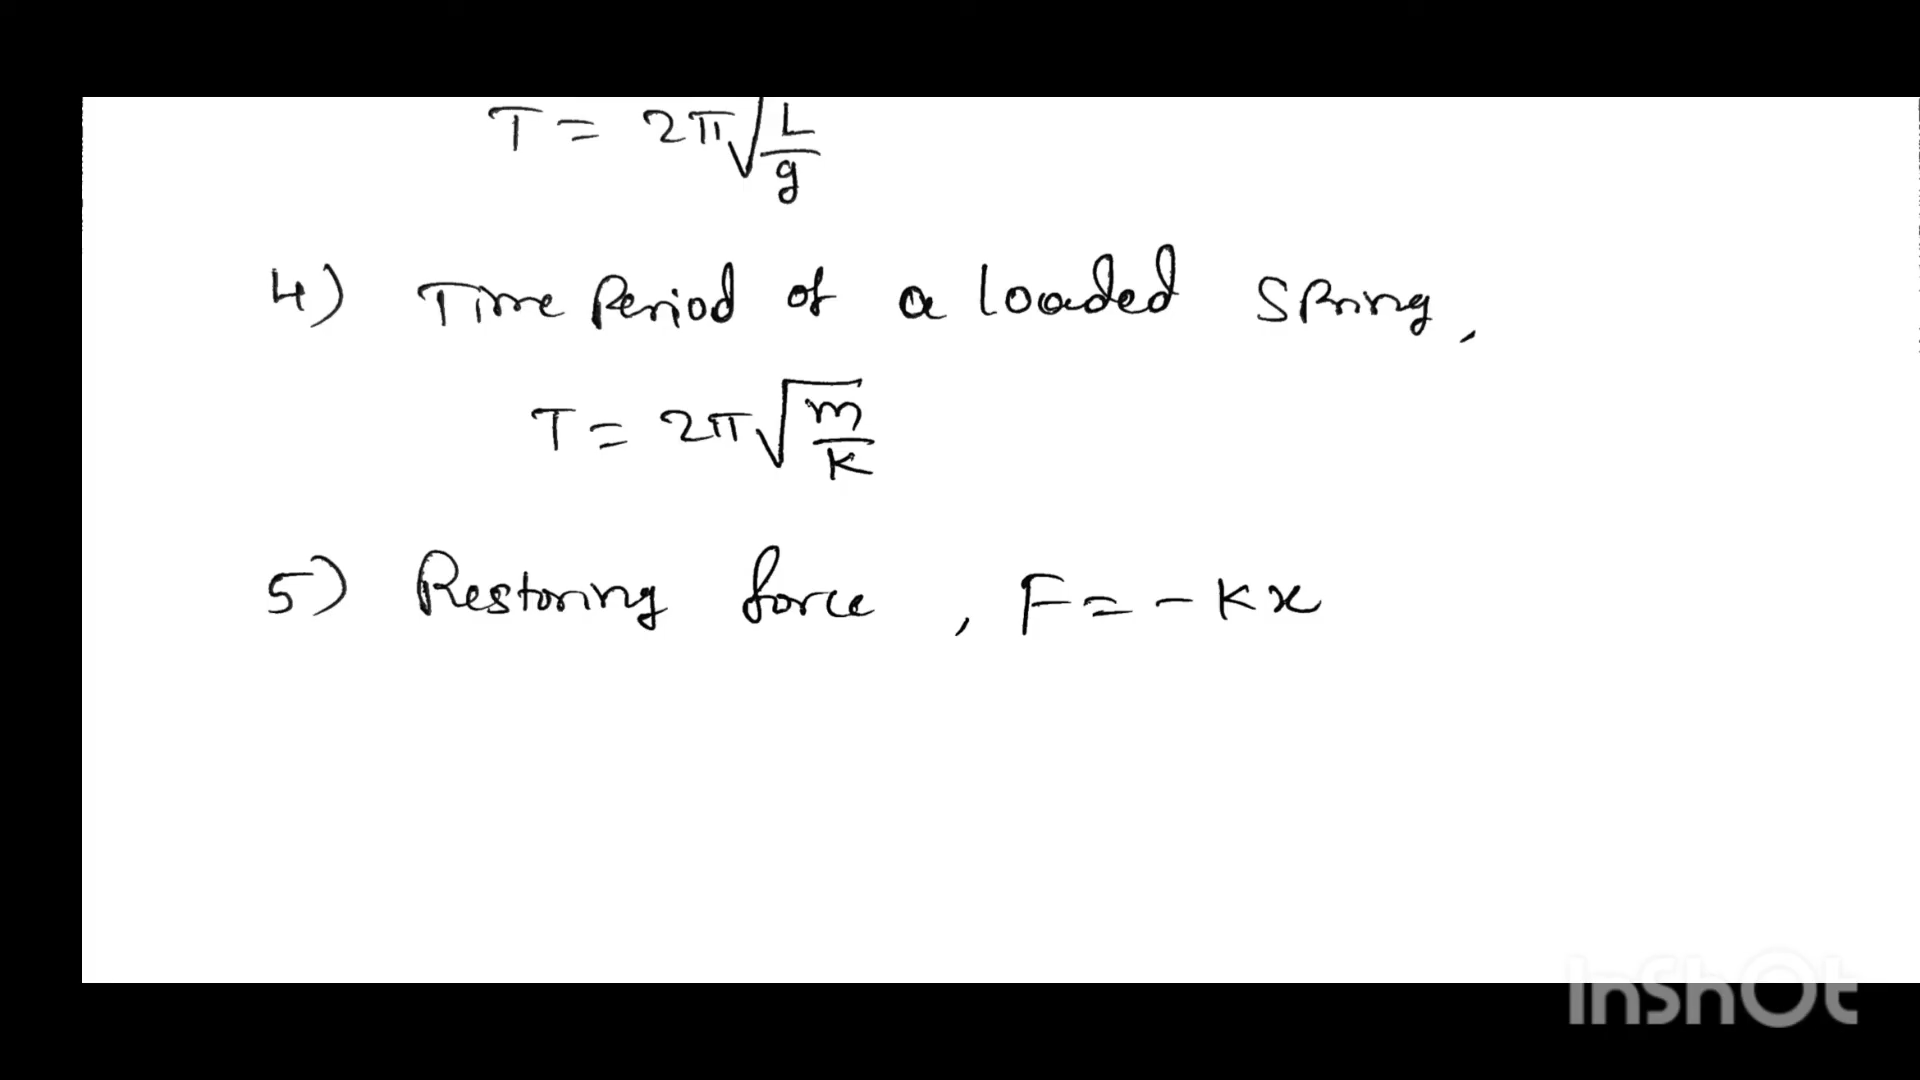 T = 2π√(L/g)
4) Time Period of a loaded Spring,
T = 2π√(m/K)
5) Restoring force, F = -Kx
InShOt